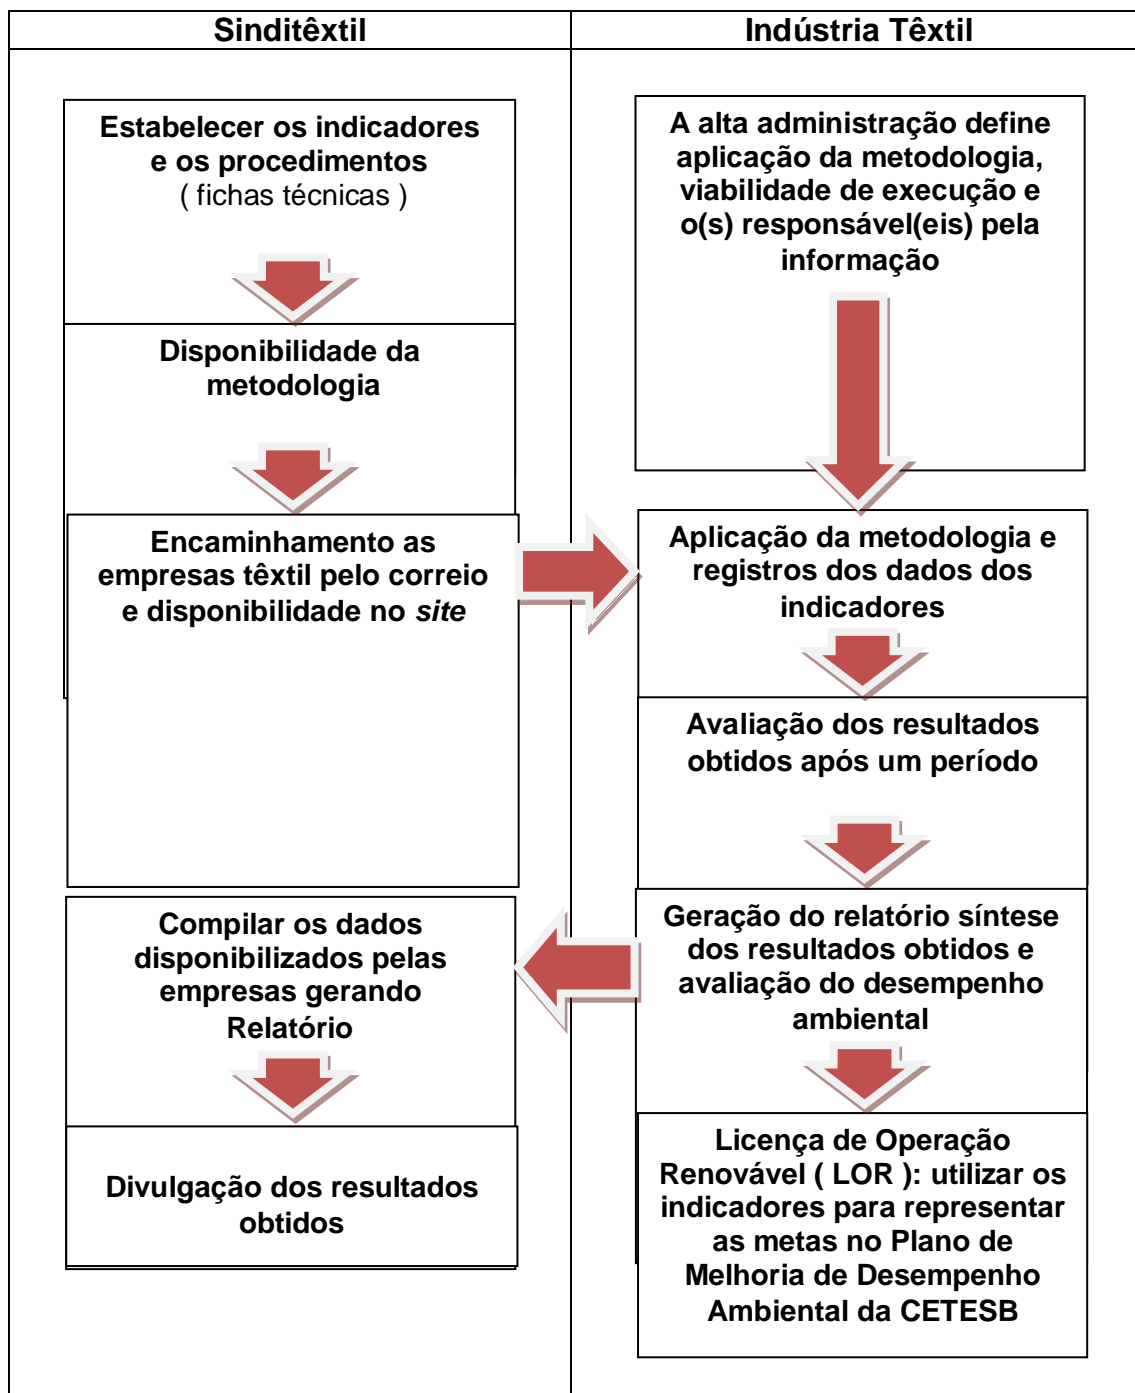 Sinditêxtil
Indústria Têxtil
Estabelecer os indicadores
e os procedimentos
( fichas técnicas )
Disponibilidade da
metodologia
Encaminhamento as
empresas têxtil pelo correio
e disponibilidade no site
Compilar os dados
disponibilizados pelas
empresas gerando
Relatório
Divulgação dos resultados
obtidos
A alta administração define
aplicação da metodologia,
viabilidade de execução e
o(s) responsável(eis) pela
informação
Aplicação da metodologia e
registros dos dados dos
indicadores
Avaliação dos resultados
obtidos após um período
Geração do relatório síntese
dos resultados obtidos e
avaliação do desempenho
ambiental
Licença de Operação
Renovável ( LOR ): utilizar os
indicadores para representar
as metas no Plano de
Melhoria de Desempenho
Ambiental da CETESB